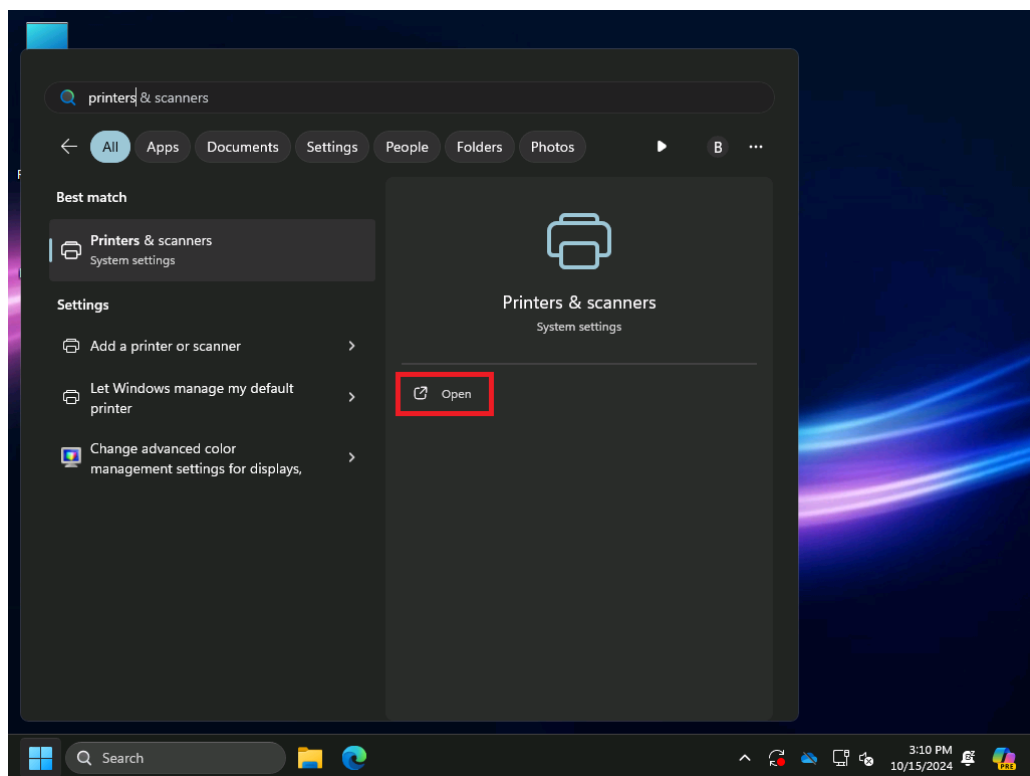 printers & scanners
All Apps Documents Settings People Folders Photos B ...
Best match
Printers & scanners
System settings
Settings
Add a printer or scanner
Let Windows manage my default
printer
Change advanced color
management settings for displays,
Printers & scanners
System settings
Open
Search
3:10 PM
10/15/2024
PRE